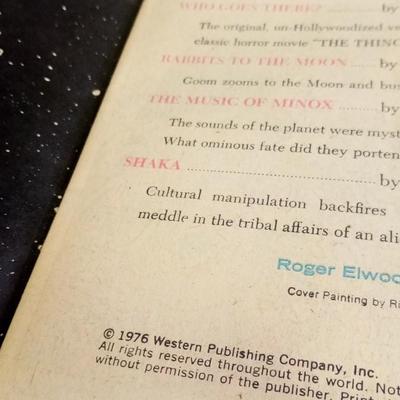 WHO GOES THERE? ..... by
The original, un-Hollywoodized ve
classic horror movie "THE THING
RABBITS TO THE MOON ........ by
Goom zooms to the Moon and bus
THE MUSIC OF MINOX ......... by
The sounds of the planet were myst
What ominous fate did they porten
SHAKA ........................................ by
Cultural manipulation backfires
meddle in the tribal affairs of an ali
Roger Elwoo
Cover Painting by Ri
© 1976 Western Publishing Company, Inc.
All rights reserved throughout the world. Not
without permission of the publisher. Printe